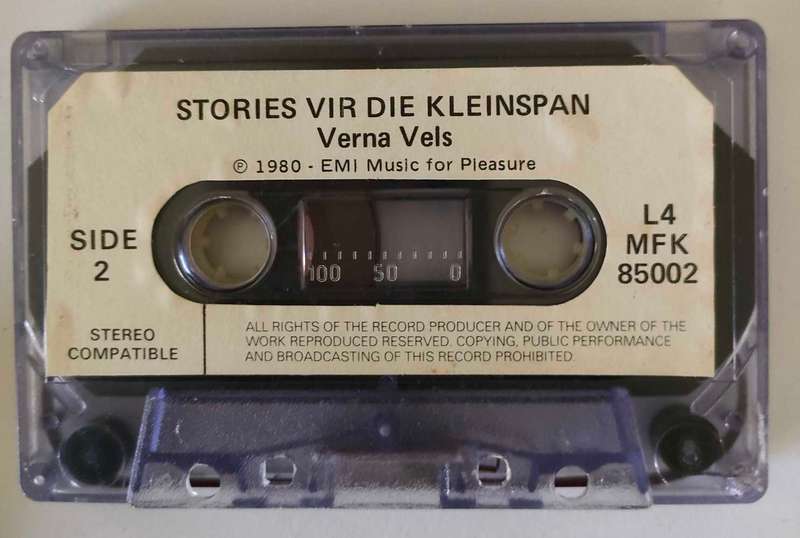 STORIES VIR DIE KLEINSPAN
Verna Vels
℗ 1980 - EMI Music for Pleasure
SIDE
2
L4
MFK
85002
100 50 0
STEREO
COMPATIBLE
ALL RIGHTS OF THE RECORD PRODUCER AND OF THE OWNER OF THE
WORK REPRODUCED RESERVED. COPYING, PUBLIC PERFORMANCE
AND BROADCASTING OF THIS RECORD PROHIBITED.